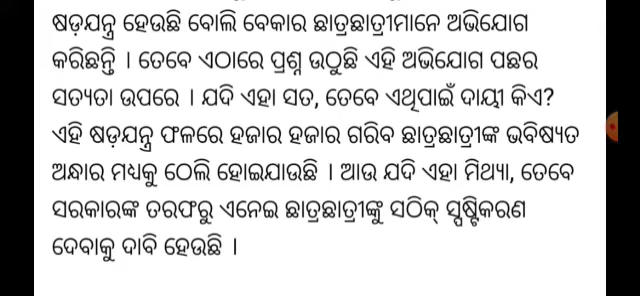 ଷଡ଼ଯନ୍ତ୍ର ହେଉଛି ବୋଲି ବେକାର ଛାତ୍ରଛାତ୍ରୀମାନେ ଅଭିଯୋଗ
କରିଛନ୍ତି । ତେବେ ଏଠାରେ ପ୍ରଶ୍ନ ଉଠୁଛି ଏହି ଅଭିଯୋଗ ପଛର
ସତ୍ୟତା ଉପରେ । ଯଦି ଏହା ସତ, ତେବେ ଏଥିପାଇଁ ଦାୟୀ କିଏ?
ଏହି ଷଡ଼ଯନ୍ତ୍ର ଫଳରେ ହଜାର ହଜାର ଗରିବ ଛାତ୍ରଛାତ୍ରୀଙ୍କ ଭବିଷ୍ୟତ
ଅନ୍ଧାର ମଧ୍ୟକୁ ଠେଲି ହୋଇଯାଉଛି । ଆଉ ଯଦି ଏହା ମିଥ୍ୟା, ତେବେ
ସରକାରଙ୍କ ତରଫରୁ ଏନେଇ ଛାତ୍ରଛାତ୍ରୀଙ୍କୁ ସଠିକ୍ ସ୍ପଷ୍ଟିକରଣ
ଦେବାକୁ ଦାବି ହେଉଛି ।